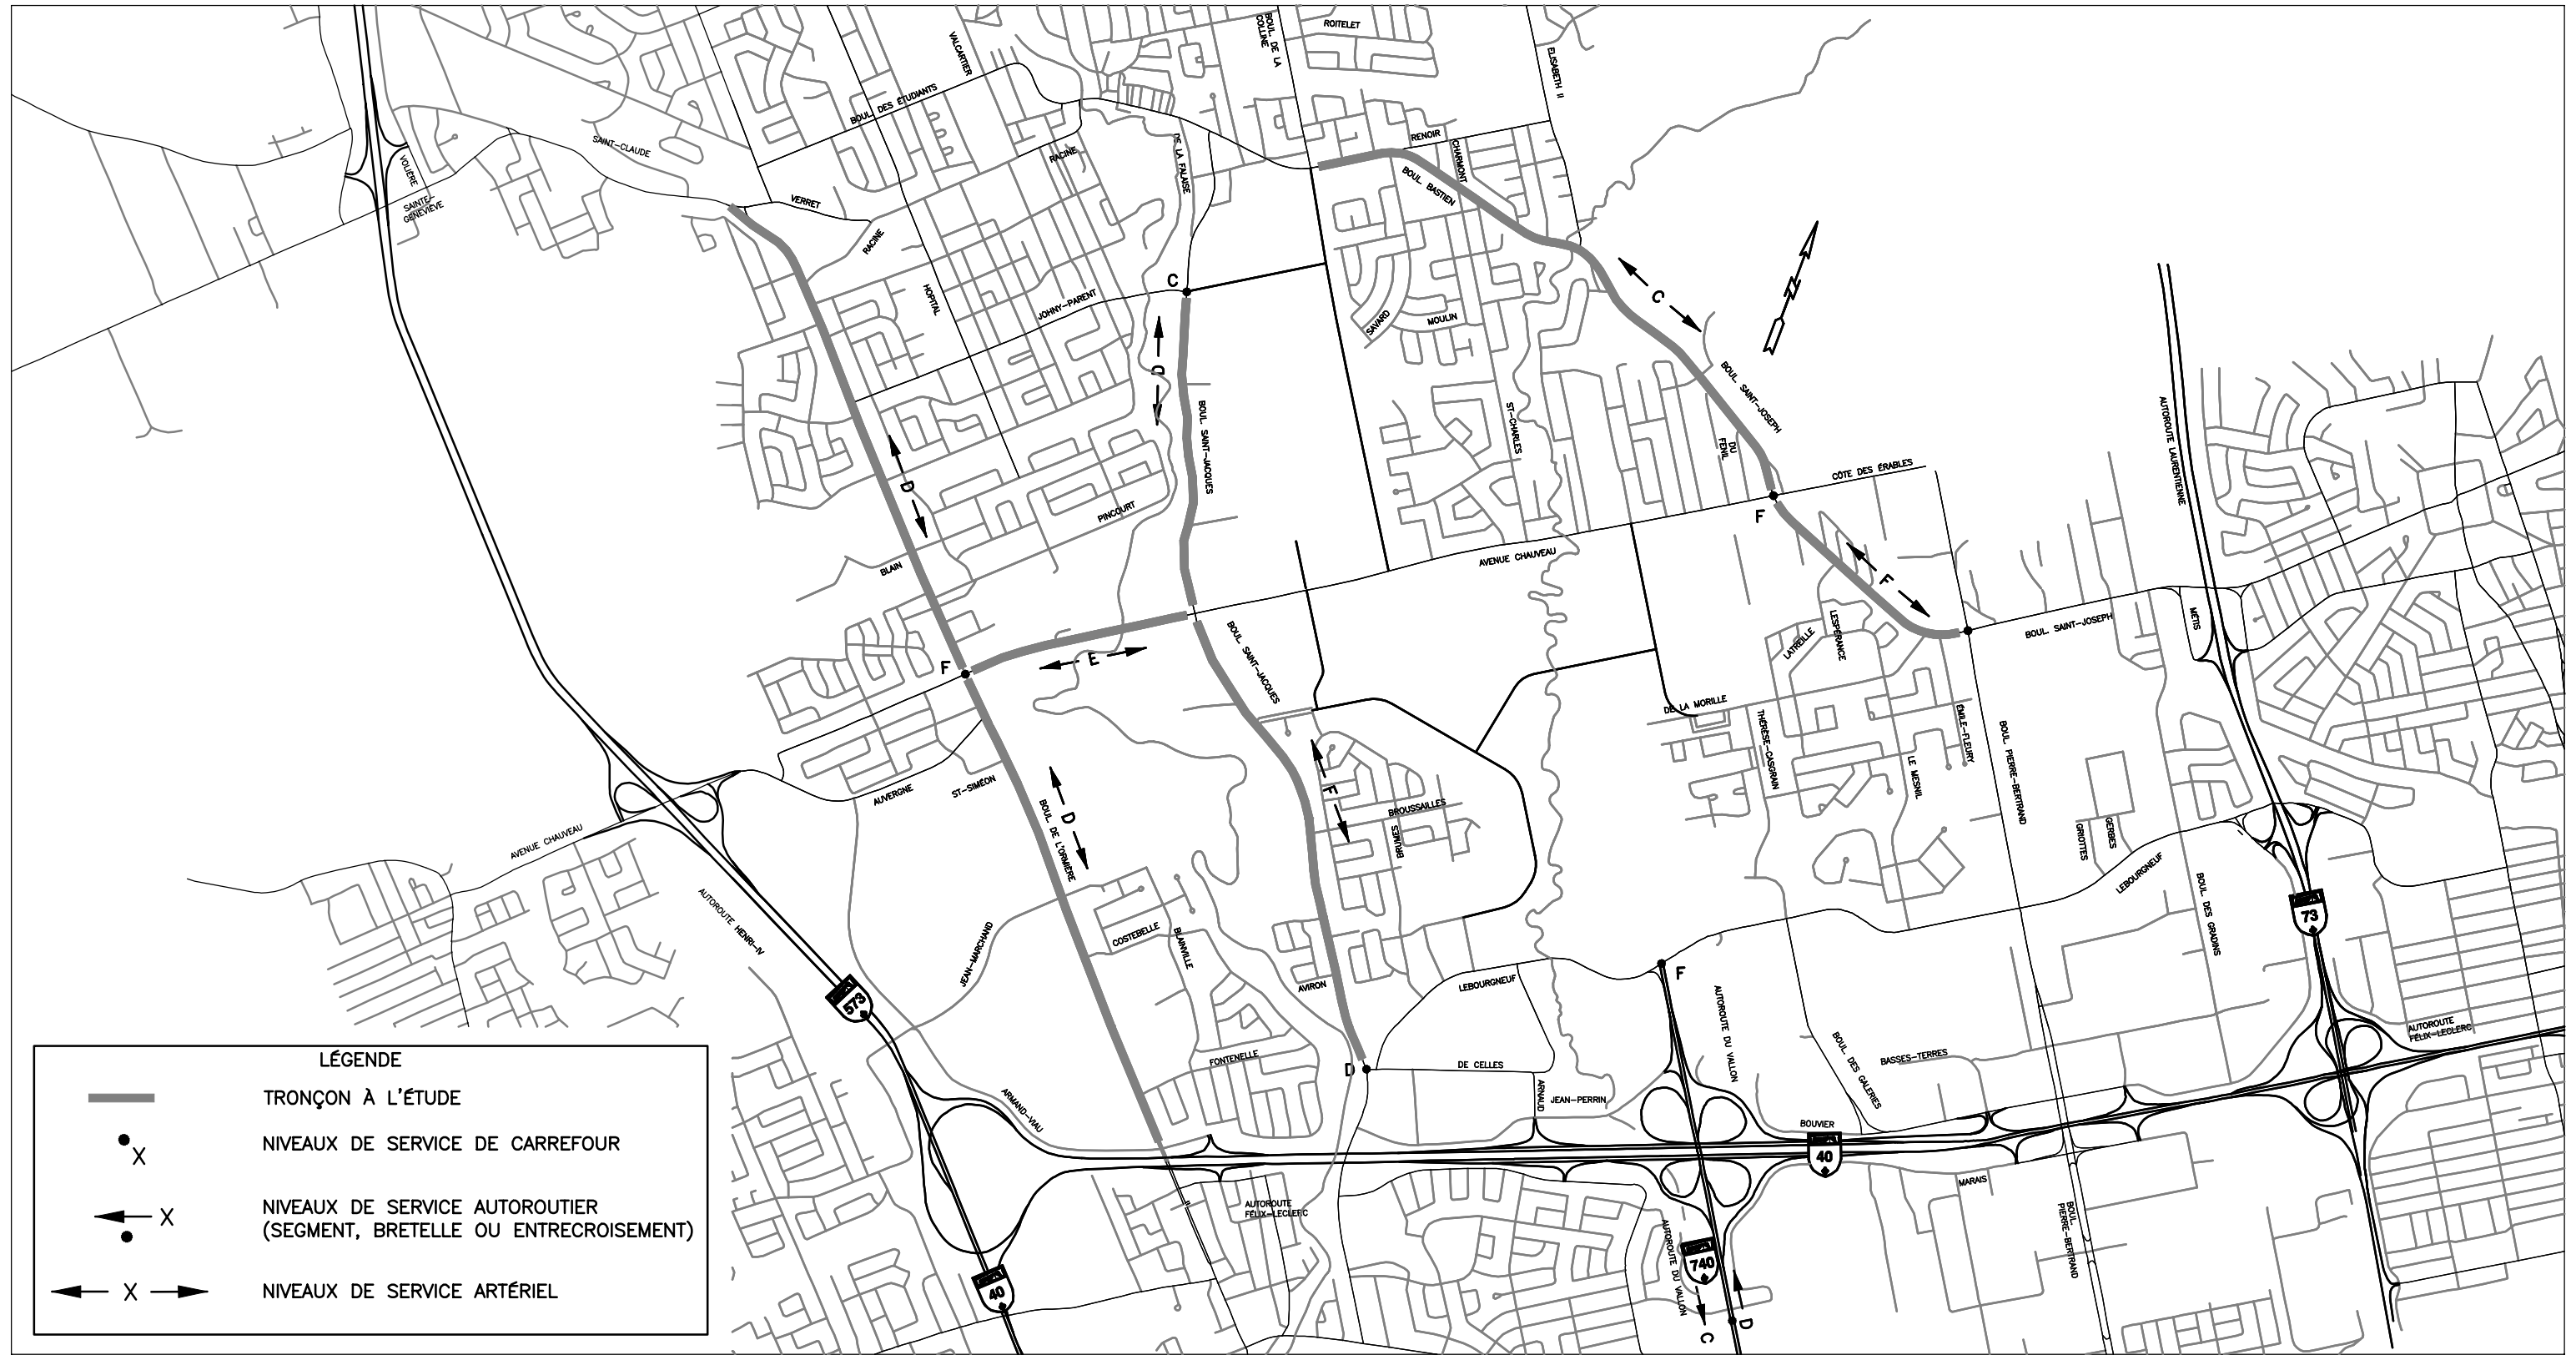 ROITELET
BOUL. DE LA
COLLINE
VALCARTIER
ELISABETH II
BOUL. DES ÉTUDIANTS
RENOIR
CHARMONT
SAINT-CLAUDE
VOLIÈRE
RACINE
DE LA FALAISE
BOUL. BASTIEN
SAINTE-
GENEVIÈVE
VERRET
RACINE
HOPITAL
C
JOHNY-PARENT
C
N
SAVARD
MOULIN
C
BOUL. SAINT-JOSEPH
AUTOROUTE LAURENTIENNE
BOUL. SAINT-JACQUES
ST-CHARLES
DU
FENIL
CÔTE DES ÉRABLES
D
PINCOURT
F
BLAIN
AVENUE CHAUVEAU
F
LESPÉRANCE
LATREILLE
MÉTIS
BOUL. SAINT-JOSEPH
BOUL. SAINT-JACQUES
E
F
DE LA MORILLE
THÉRÈSE-CASGRAIN
ÉMILE-FLEURY
BOUL. PIERRE-BERTRAND
LE MESNIL
AUVERGNE
ST-SIMÉON
BOUL. DE L'ORMIÈRE
D
F
BROUSSAILLES
BRUMES
AVENUE CHAUVEAU
GRIOTTES
GERBES
LEBOURGNEUF
BOUL. DES GRADINS
73
AUTOROUTE HENRI-IV
JEAN-MARCHAND
COSTEBELLE
BLAINVILLE
AVIRON
LEBOURGNEUF
F
AUTOROUTE DU VALLON
573
AUTOROUTE
FÉLIX-LECLERC
FONTENELLE
D
DE CELLES
ARNAUD
JEAN-PERRIN
BOUL. DES GALERIES
BASSES-TERRES
ARMAND-VIAU
BOUVIER
40
MARAIS
AUTOROUTE
FÉLIX-LECLERC
AUTOROUTE DU VALLON
740
BOUL.
PIERRE-BERTRAND
40
C
D
LÉGENDE
TRONÇON À L'ÉTUDE
X
NIVEAUX DE SERVICE DE CARREFOUR
X
NIVEAUX DE SERVICE AUTOROUTIER
(SEGMENT, BRETELLE OU ENTRECROISEMENT)
X
NIVEAUX DE SERVICE ARTÉRIEL